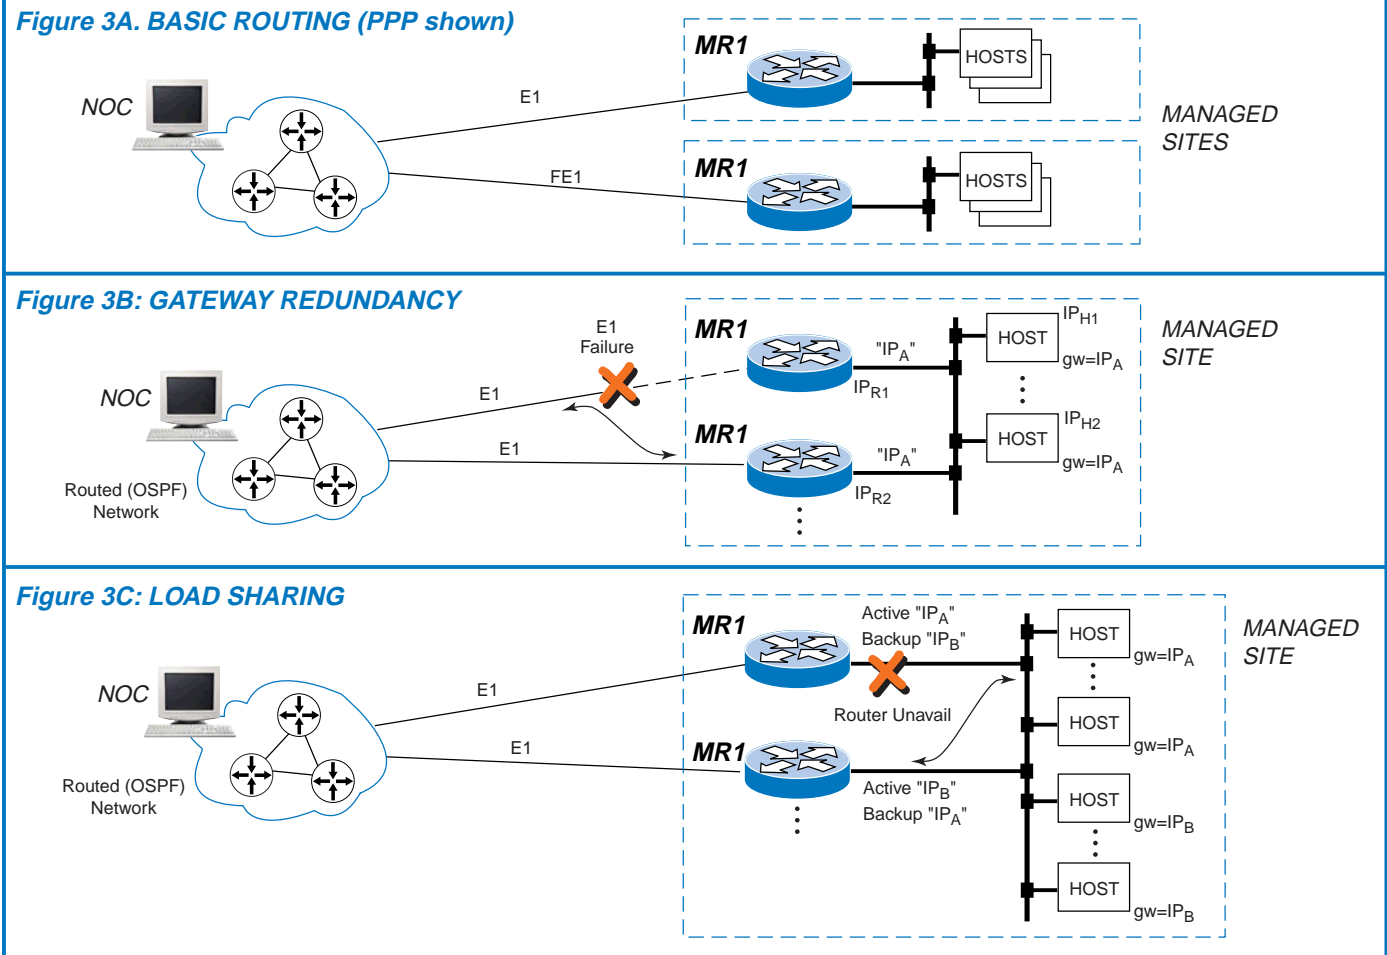 Figure 3A. BASIC ROUTING (PPP shown)
NOC
E1
FE1
MR1
HOSTS
MR1
HOSTS
MANAGED
SITES
Figure 3B: GATEWAY REDUNDANCY
NOC
Routed (OSPF)
Network
E1
E1
Failure
E1
MR1
"IPA"
IPR1
MR1
"IPA"
IPR2
HOST
IPH1
gw=IPA
HOST
IPH2
gw=IPA
MANAGED
SITE
Figure 3C: LOAD SHARING
NOC
Routed (OSPF)
Network
E1
E1
MR1
Active "IPA"
Backup "IPB"
Router Unavail
MR1
Active "IPB"
Backup "IPA"
HOST
gw=IPA
HOST
gw=IPA
HOST
gw=IPB
HOST
gw=IPB
MANAGED
SITE